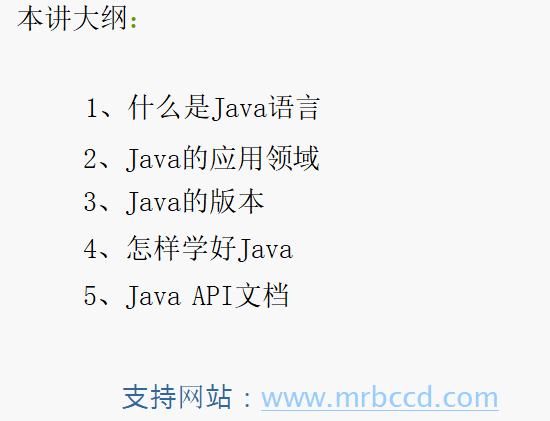 本讲大纲：
1、什么是Java语言
2、Java的应用领域
3、Java的版本
4、怎样学好Java
5、Java API文档
支持网站：www.mrbccd.com